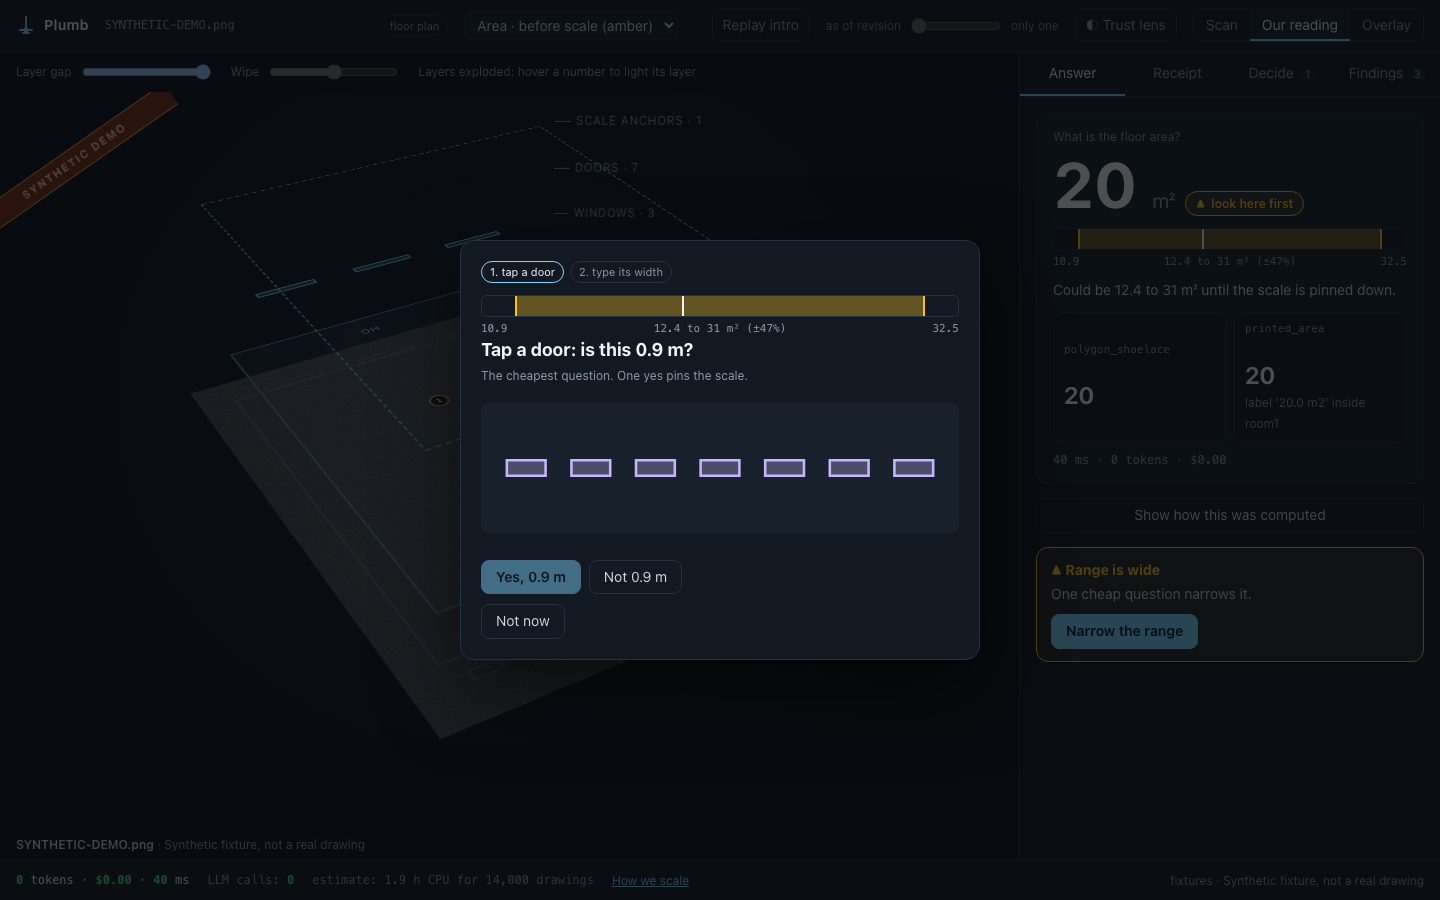 Plumb SYNTHETIC-DEMO.png floor plan Area · before scale (amber) Replay intro as of revision only one Trust lens Scan Our reading Overlay
Layer gap Wipe Layers exploded: hover a number to light its layer
Answer Receipt Decide 1 Findings 3
SYNTHETIC DEMO
SCALE ANCHORS · 1
DOORS · 7
WINDOWS · 3
1. tap a door 2. type its width
10.9 12.4 to 31 m² (±47%) 32.5
Tap a door: is this 0.9 m?
The cheapest question. One yes pins the scale.
Yes, 0.9 m Not 0.9 m
Not now
What is the floor area?
20 m² look here first
10.9 12.4 to 31 m² (±47%) 32.5
Could be 12.4 to 31 m² until the scale is pinned down.
polygon_shoelace
20
printed_area
20
label '20.0 m2' inside
room1
40 ms · 0 tokens · $0.00
Show how this was computed
Range is wide
One cheap question narrows it.
Narrow the range
SYNTHETIC-DEMO.png · Synthetic fixture, not a real drawing
0 tokens · $0.00 · 40 ms LLM calls: 0 estimate: 1.9 h CPU for 14,000 drawings How we scale fixtures · Synthetic fixture, not a real drawing